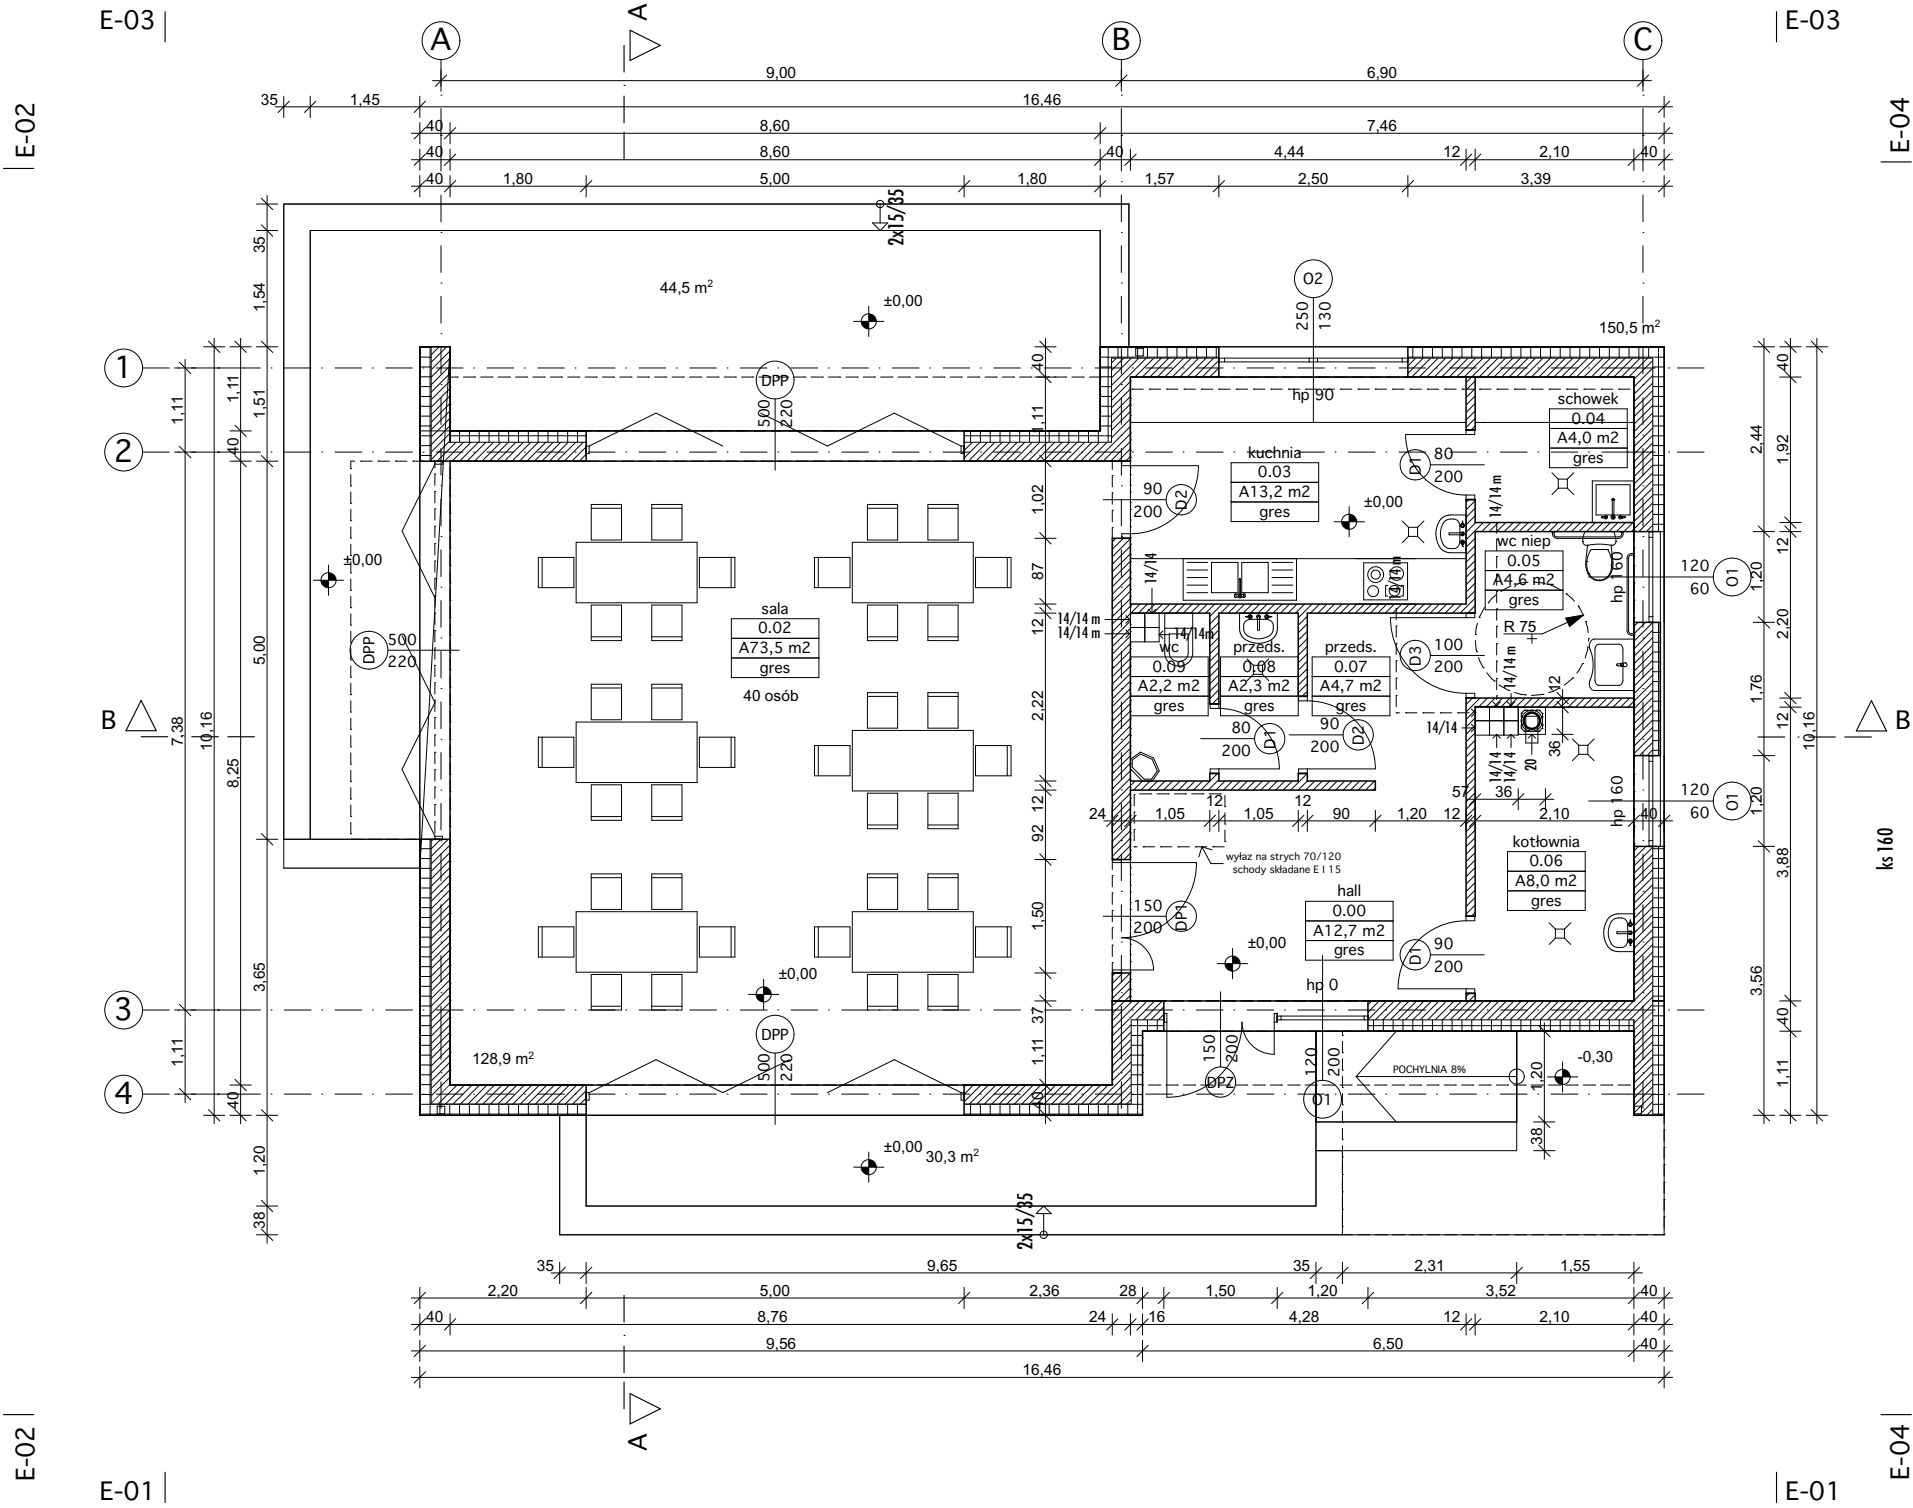 E-03
A
E-03
A
B
C
9,00
6,90
35
1,45
16,46
40
8,60
7,46
40
8,60
40
4,44
12
2,10
40
40
1,80
5,00
1,80
1,57
2,50
3,39
E-02
E-04
2x15/35
35
1,54
1,51
44,5 m²
±0,00
O2
250
130
150,5 m²
1
2
3
4
1,11
7,38
1,11
10,16
1,11
40
8,25
40
5,00
3,65
1,20
38
DPP
500
220
hp 90
40
1,11
1,02
87
12
2,22
12
92
1,50
37
1,11
40
schowek
0.04
A4,0 m2
gres
kuchnia
0.03
A13,2 m2
gres
±0,00
D1
80
200
90
200
D2
14/14 m
±0,00
14/14
14/14 m
wc niep
0.05
A4,6 m2
gres
hp 160
120
60
O1
R 75
sala
0.02
A73,5 m2
gres
40 osób
DPP
500
220
14/14 m
14/14 m
14/14m
wc
0.09
A2,2 m2
gres
przeds.
0.08
A2,3 m2
gres
przeds.
0.07
A4,7 m2
gres
D3
100
200
14/14 m
12
B
B
80
200
D1
90
200
D2
14/14
14/14
14/14
20
36
57
36
hp 160
120
60
O1
24
1,05
12
1,05
12
90
1,20
12
2,10
40
wyłaz na strych 70/120
schody składane E I 15
kotłownia
0.06
A8,0 m2
gres
hall
0.00
A12,7 m2
gres
150
200
DP1
±0,00
D1
90
200
hp 0
±0,00
DPP
500
220
128,9 m²
150
200
DPZ
120
200
O1
POCHYLNIA 8%
1,20
38
-0,30
±0,00
30,3 m²
2x15/35
2,44
1,20
1,76
1,20
3,56
40
1,92
12
2,20
12
3,88
40
1,11
10,16
ks 160
35
9,65
35
2,31
1,55
2,20
5,00
2,36
28
1,50
1,20
3,52
40
40
8,76
24
16
4,28
12
2,10
40
9,56
6,50
40
16,46
A
E-02
E-04
E-01
E-01